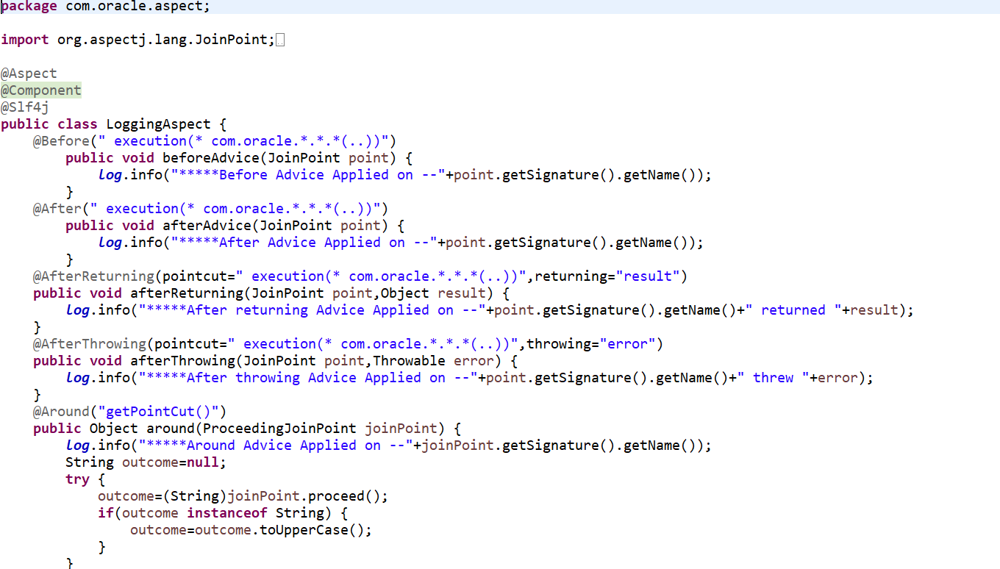 package com.oracle.aspect;
import org.aspectj.lang.JoinPoint;
@Aspect
@Component
@Slf4j
public class LoggingAspect {
    @Before(" execution(* com.oracle.*.*.*(..))")
        public void beforeAdvice(JoinPoint point) {
            log.info("*****Before Advice Applied on --"+point.getSignature().getName());
        }
    @After(" execution(* com.oracle.*.*.*(..))")
        public void afterAdvice(JoinPoint point) {
            log.info("*****After Advice Applied on --"+point.getSignature().getName());
        }
    @AfterReturning(pointcut=" execution(* com.oracle.*.*.*(..))",returning="result")
    public void afterReturning(JoinPoint point,Object result) {
        log.info("*****After returning Advice Applied on --"+point.getSignature().getName()+" returned "+result);
    }
    @AfterThrowing(pointcut=" execution(* com.oracle.*.*.*(..))",throwing="error")
    public void afterThrowing(JoinPoint point,Throwable error) {
        log.info("*****After throwing Advice Applied on --"+point.getSignature().getName()+" threw "+error);
    }
    @Around("getPointCut()")
    public Object around(ProceedingJoinPoint joinPoint) {
        log.info("*****Around Advice Applied on --"+joinPoint.getSignature().getName());
        String outcome=null;
        try {
            outcome=(String)joinPoint.proceed();
            if(outcome instanceof String) {
                outcome=outcome.toUpperCase();
            }
        }